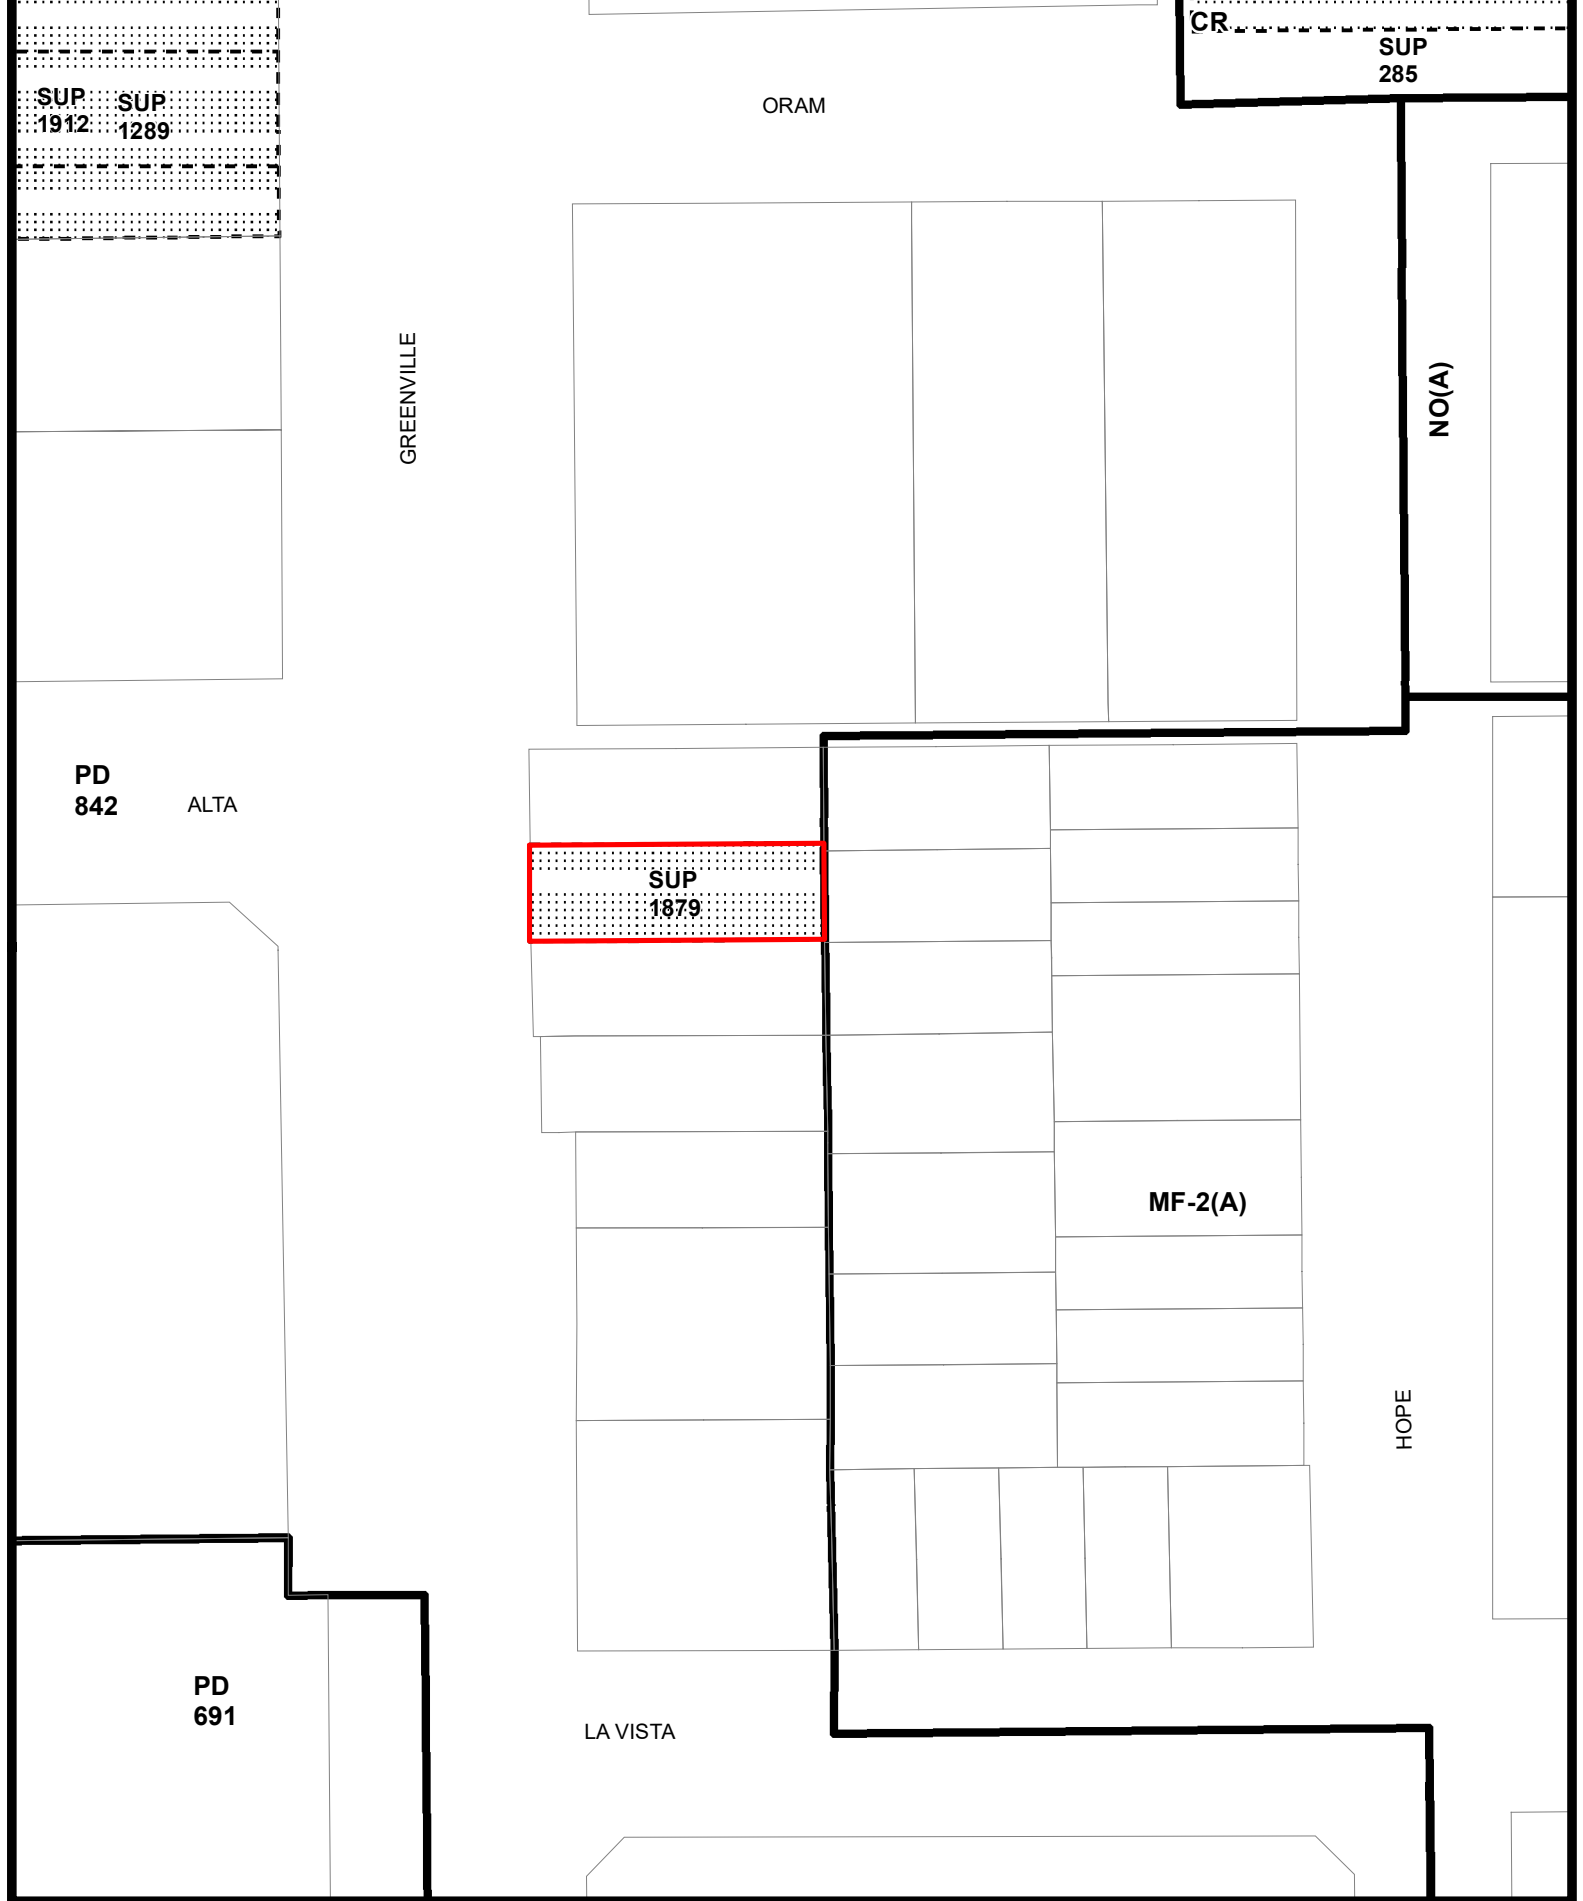 CR
SUP
285
SUP
1912
SUP
1289
ORAM
GREENVILLE
NO(A)
PD
842
ALTA
SUP
1879
MF-2(A)
HOPE
PD
691
LA VISTA